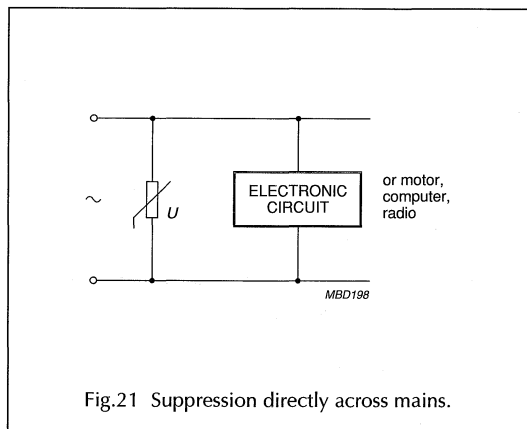 ~
U
ELECTRONIC
CIRCUIT
or motor,
computer,
radio
MBD198
Fig.21 Suppression directly across mains.